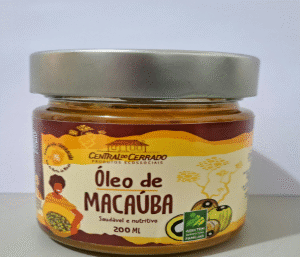 CENTRAL DO CERRADO
PRODUTOS ECOSSOCIAIS
Óleo de
MACAÚBA
Saudável e nutritivo
200 ML